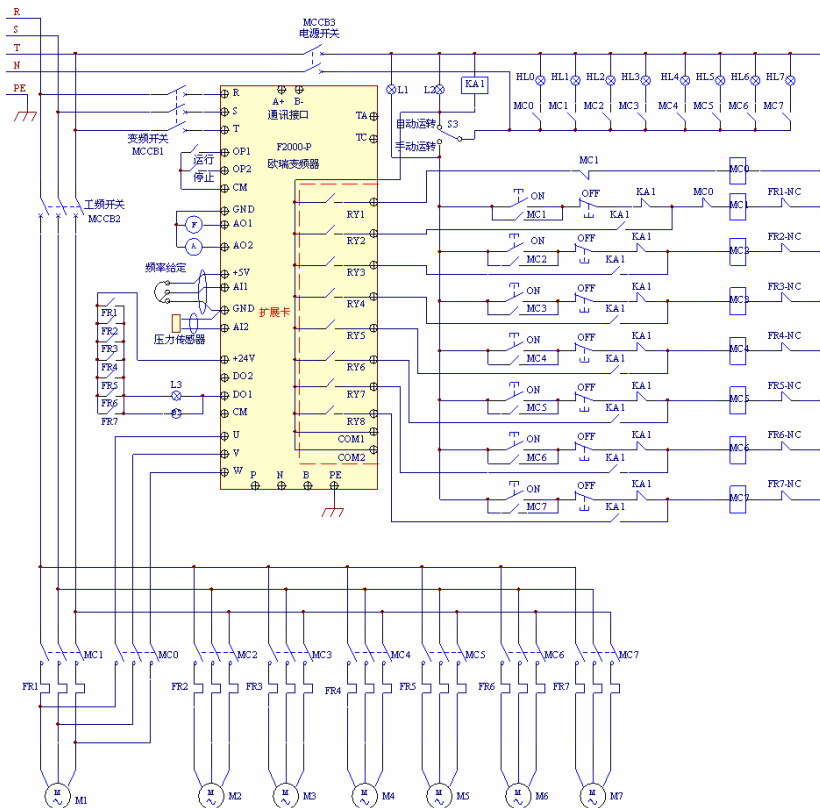 R
S
T
N
PE
MCCB3
电源开关
L1
L2
KA1
HL0
HL1
HL2
HL3
HL4
HL5
HL6
HL7
MC0
MC1
MC2
MC3
MC4
MC5
MC6
MC7
自动运转
S3
手动运转
变频开关
MCCB1
工频开关
MCCB2
R
S
T
OP1
运行
OP2
停止
CM
GND
AO1
F
AO2
A
频率给定
+5V
AI1
GND
AI2
压力传感器
+24V
DO2
DO1
CM
U
V
W
FR1
FR2
FR3
FR4
FR5
FR6
FR7
L3
A+
B-
通讯接口
F2000-P
欧瑞变频器
扩展卡
TA
TC
RY1
RY2
RY3
RY4
RY5
RY6
RY7
RY8
COM1
COM2
P
N
B
PE
MC1
MC0
ON
OFF
KA1
MC0
MC1
FR1-NC
MC1
KA1
ON
OFF
KA1
MC2
FR2-NC
MC2
KA1
ON
OFF
KA1
MC3
FR3-NC
MC3
KA1
ON
OFF
KA1
MC4
FR4-NC
MC4
KA1
ON
OFF
KA1
MC5
FR5-NC
MC5
KA1
ON
OFF
KA1
MC6
FR6-NC
MC6
KA1
ON
OFF
KA1
MC7
FR7-NC
MC7
KA1
MC1
MC0
MC2
MC3
MC4
MC5
MC6
MC7
FR1
FR2
FR3
FR4
FR5
FR6
FR7
M
M1
M
M2
M
M3
M
M4
M
M5
M
M6
M
M7